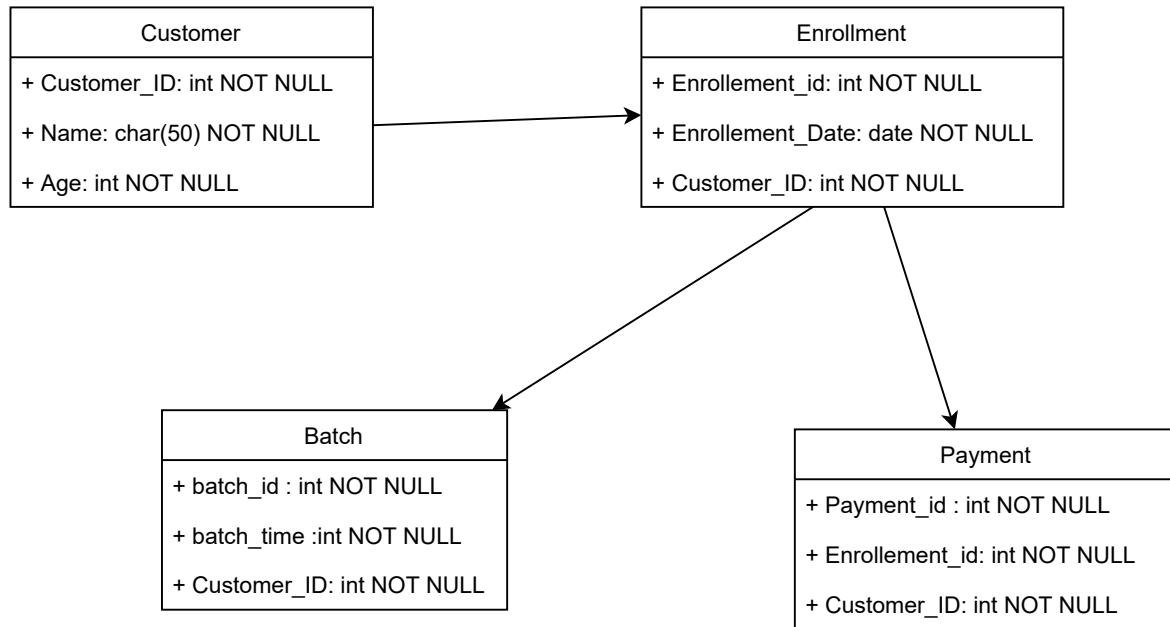 Customer
+ Customer_ID: int NOT NULL
+ Name: char(50) NOT NULL
+ Age: int NOT NULL
Enrollment
+ Enrollement_id: int NOT NULL
+ Enrollement_Date: date NOT NULL
+ Customer_ID: int NOT NULL
Batch
+ batch_id : int NOT NULL
+ batch_time :int NOT NULL
+ Customer_ID: int NOT NULL
Payment
+ Payment_id : int NOT NULL
+ Enrollement_id: int NOT NULL
+ Customer_ID: int NOT NULL